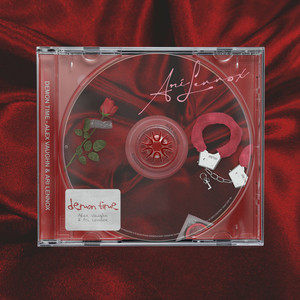 DEMON TIME - ALEX VAUGHN & ARI LENNOX
Ari Lennox
demon time
Alex Vaughn
& Ari Lennox